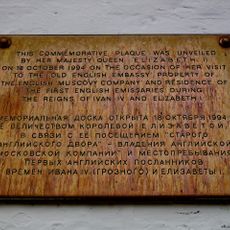 THIS COMMEMORATIVE PLAQUE WAS UNVEILED
BY HER MAJESTY QUEEN ELIZABETH II
ON 18 OCTOBER 1994 ON THE OCCASION OF HER VISIT
TO THE OLD ENGLISH EMBASSY, PROPERTY OF
THE ENGLISH MUSCOVY COMPANY AND RESIDENCE OF
THE FIRST ENGLISH EMISSARIES DURING
THE REIGNS OF IVAN IV AND ELIZABETH I.
МЕМОРИАЛЬНАЯ ДОСКА ОТКРЫТА 18 ОКТЯБРЯ 1994
ЕЕ ВЕЛИЧЕСТВОМ КОРОЛЕВОЙ ЕЛИЗАВЕТОЙ
В СВЯЗИ С ЕЕ ПОСЕЩЕНИЕМ "СТАРОГО
АНГЛИЙСКОГО ДВОРА" - ВЛАДЕНИЯ АНГЛИЙСКОЙ
МОСКОВСКОЙ КОМПАНИИ И МЕСТОПРЕБЫВАНИЯ
ПЕРВЫХ АНГЛИЙСКИХ ПОСЛАННИКОВ
ВРЕМЕН ИВАНА IV (ГРОЗНОГО) И ЕЛИЗАВЕТЫ I.